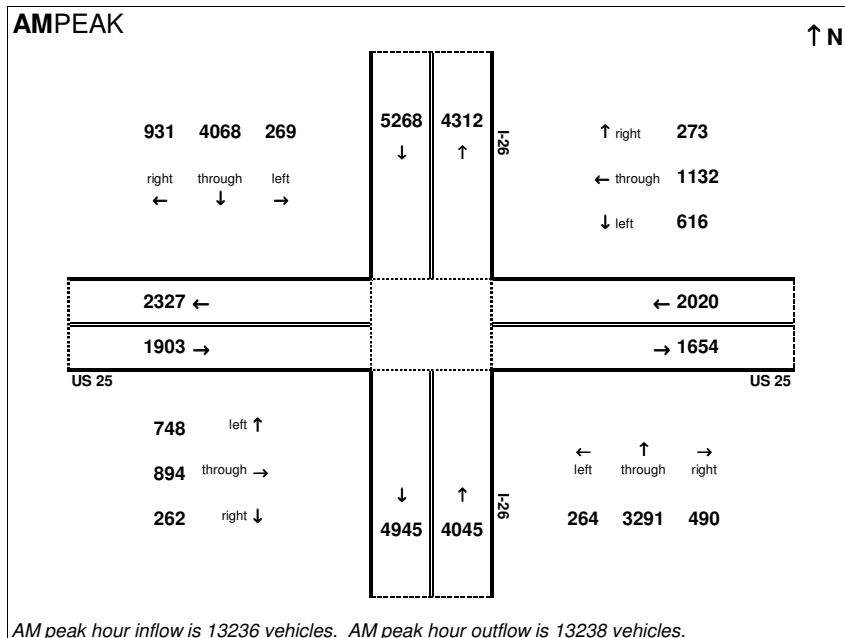 AMPEAK
↑ N
931 4068 269
right through left
← ↓ →
5268 4312
↓ ↑
I-26
↑ right 273
← through 1132
↓ left 616
2327 ←
← 2020
1903 →
→ 1654
US 25
US 25
748 left ↑
894 through →
262 right ↓
↓ ↑
4945 4045
I-26
← ↑ →
left through right
264 3291 490
AM peak hour inflow is 13236 vehicles. AM peak hour outflow is 13238 vehicles.